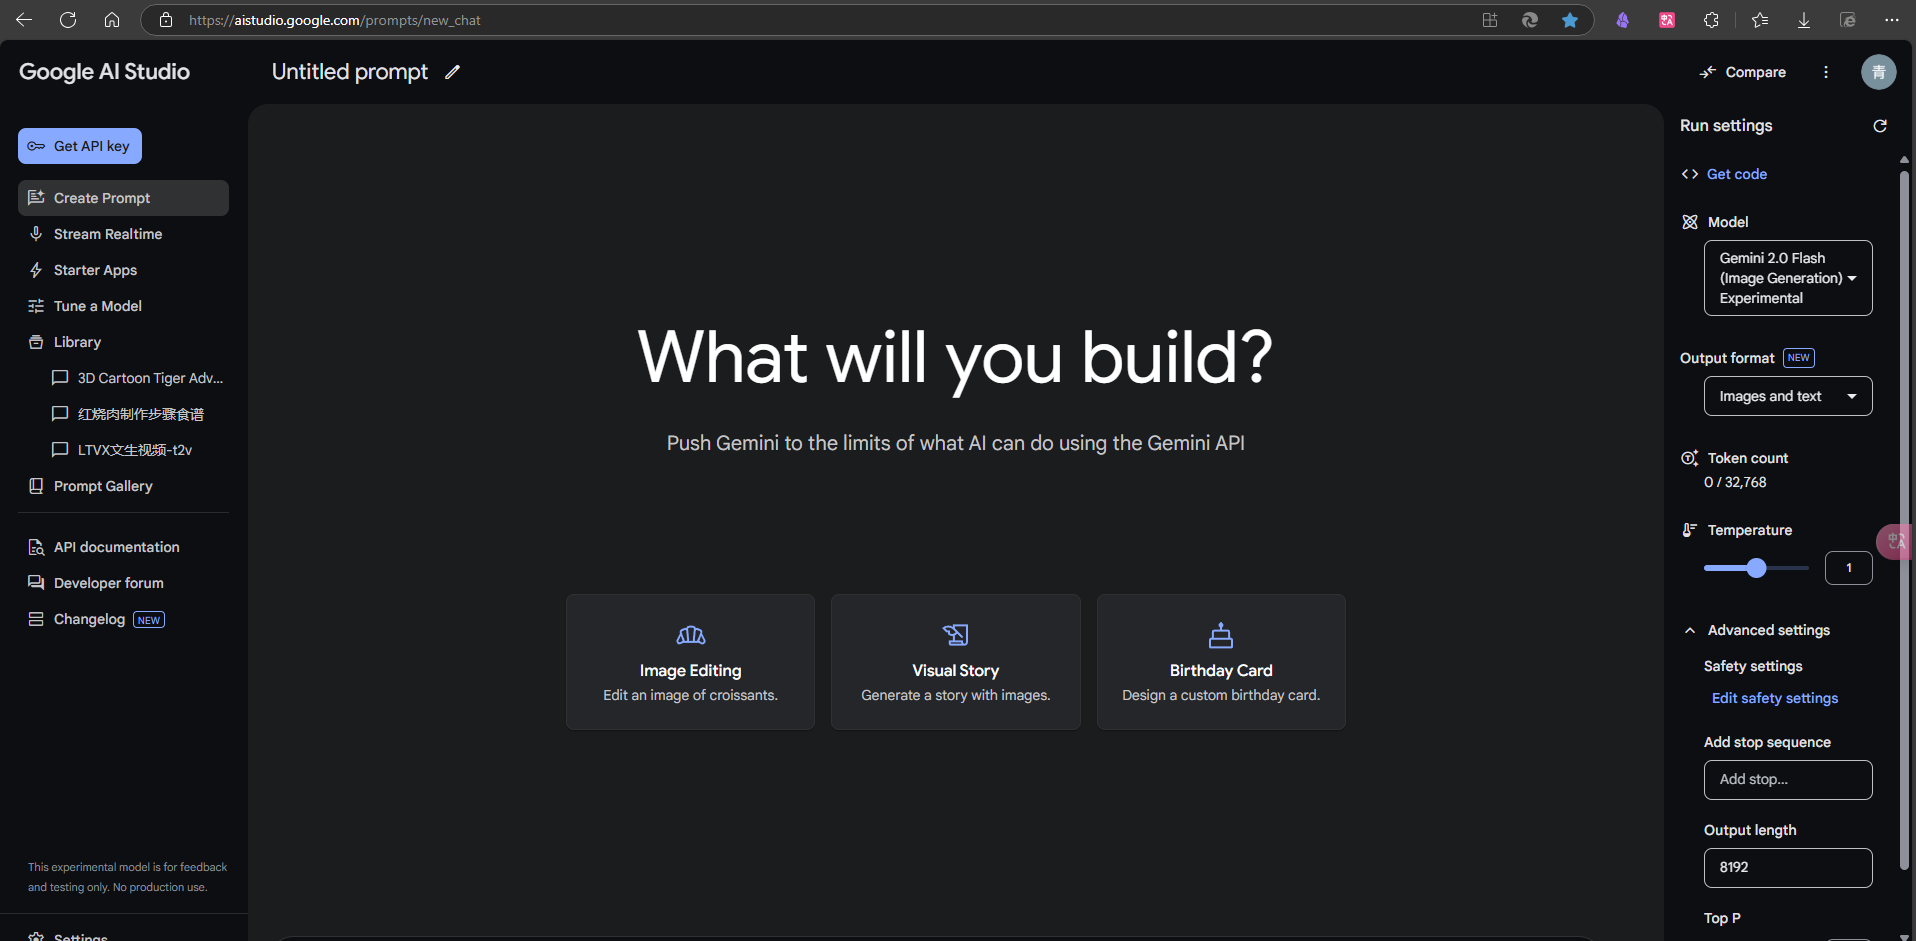 https://aistudio.google.com/prompts/new_chat
Google AI Studio
Untitled prompt
Compare
青
Get API key
Create Prompt
Stream Realtime
Starter Apps
Tune a Model
Library
3D Cartoon Tiger Adv...
红烧肉制作步骤食谱
LTVX文生视频-t2v
Prompt Gallery
API documentation
Developer forum
Changelog NEW
This experimental model is for feedback
and testing only. No production use.
Settings
What will you build?
Push Gemini to the limits of what AI can do using the Gemini API
Image Editing
Edit an image of croissants.
Visual Story
Generate a story with images.
Birthday Card
Design a custom birthday card.
Run settings
Get code
Model
Gemini 2.0 Flash
(Image Generation)
Experimental
Output format NEW
Images and text
Token count
0 / 32,768
Temperature
1
Advanced settings
Safety settings
Edit safety settings
Add stop sequence
Add stop...
Output length
8192
Top P